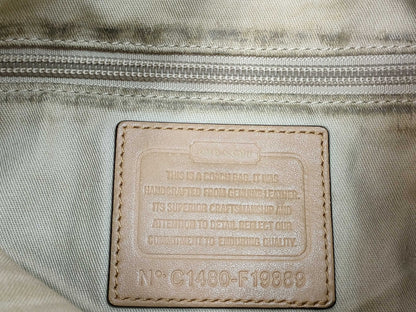 THIS IS A COACH BAG. IT WAS
HANDCRAFTED FROM GENUINE LEATHER.
ITS SUPERIOR CRAFTSMANSHIP AND
ATTENTION TO DETAIL REFLECT OUR
COMMITMENT TO ENDURING QUALITY.
Nº C1460-F19889